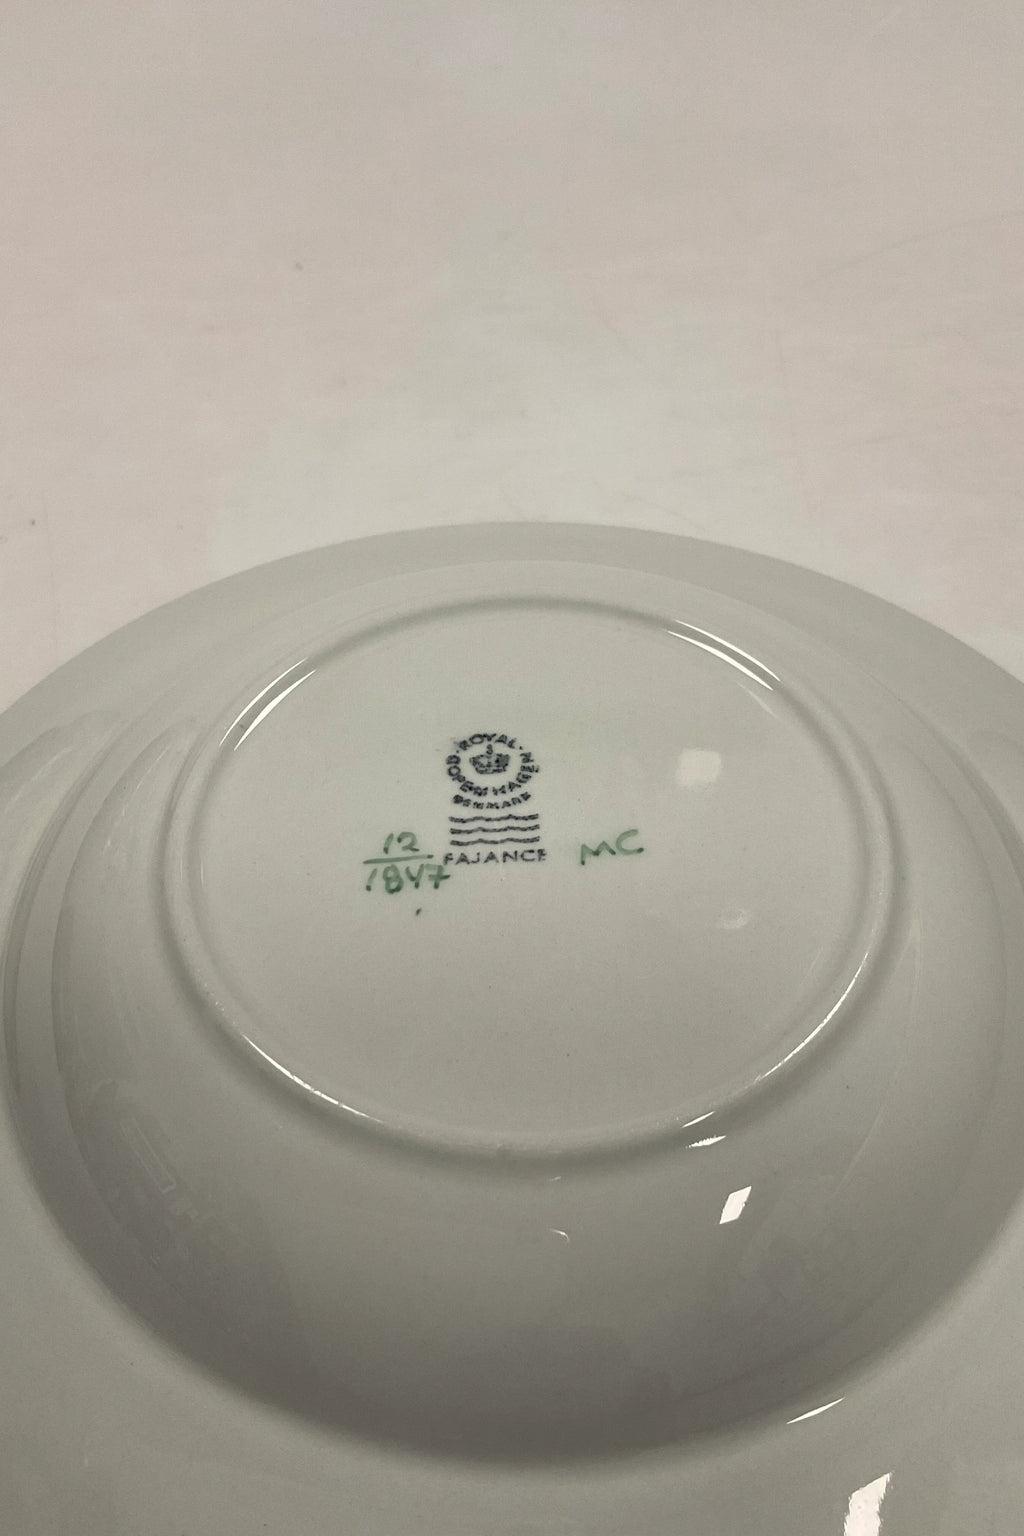 ROYAL
COPENHAGEN
DENMARK
FAJANCE
12
1847
MC